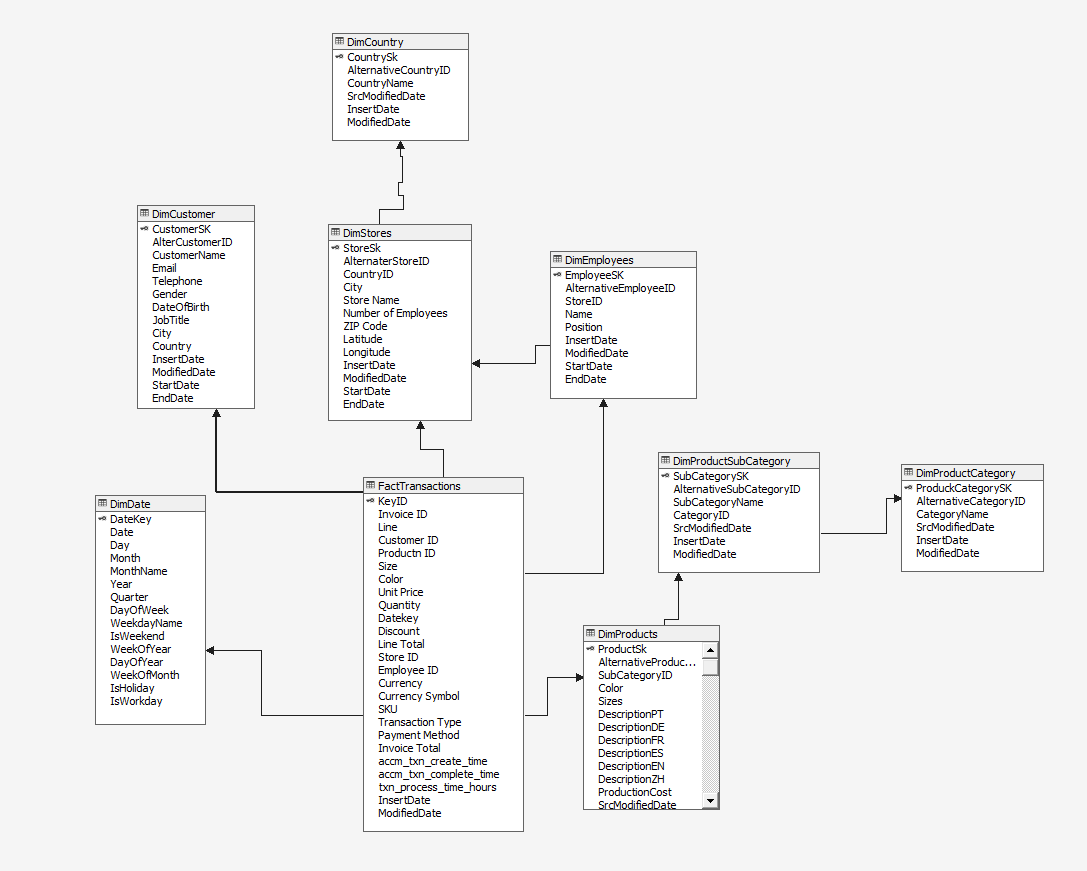 DimCountry
CountrySk
AlternativeCountryID
CountryName
SrcModifiedDate
InsertDate
ModifiedDate
DimCustomer
CustomerSK
AlterCustomerID
CustomerName
Email
Telephone
Gender
DateOfBirth
JobTitle
City
Country
InsertDate
ModifiedDate
StartDate
EndDate
DimStores
StoreSk
AlternaterStoreID
CountryID
City
Store Name
Number of Employees
ZIP Code
Latitude
Longitude
InsertDate
ModifiedDate
StartDate
EndDate
DimEmployees
EmployeeSK
AlternativeEmployeeID
StoreID
Name
Position
InsertDate
ModifiedDate
StartDate
EndDate
DimProductSubCategory
SubCategorySK
AlternativeSubCategoryID
SubCategoryName
CategoryID
SrcModifiedDate
InsertDate
ModifiedDate
DimProductCategory
ProduckCategorySK
AlternativeCategoryID
CategoryName
SrcModifiedDate
InsertDate
ModifiedDate
DimDate
DateKey
Date
Day
Month
MonthName
Year
Quarter
DayOfWeek
WeekdayName
IsWeekend
WeekOfYear
DayOfYear
WeekOfMonth
IsHoliday
IsWorkday
FactTransactions
KeyID
Invoice ID
Line
Customer ID
Productn ID
Size
Color
Unit Price
Quantity
Datekey
Discount
Line Total
Store ID
Employee ID
Currency
Currency Symbol
SKU
Transaction Type
Payment Method
Invoice Total
accm_txn_create_time
accm_txn_complete_time
txn_process_time_hours
InsertDate
ModifiedDate
DimProducts
ProductSk
AlternativeProduc...
SubCategoryID
Color
Sizes
DescriptionPT
DescriptionDE
DescriptionFR
DescriptionES
DescriptionEN
DescriptionZH
ProductionCost
SrcModifiedDate